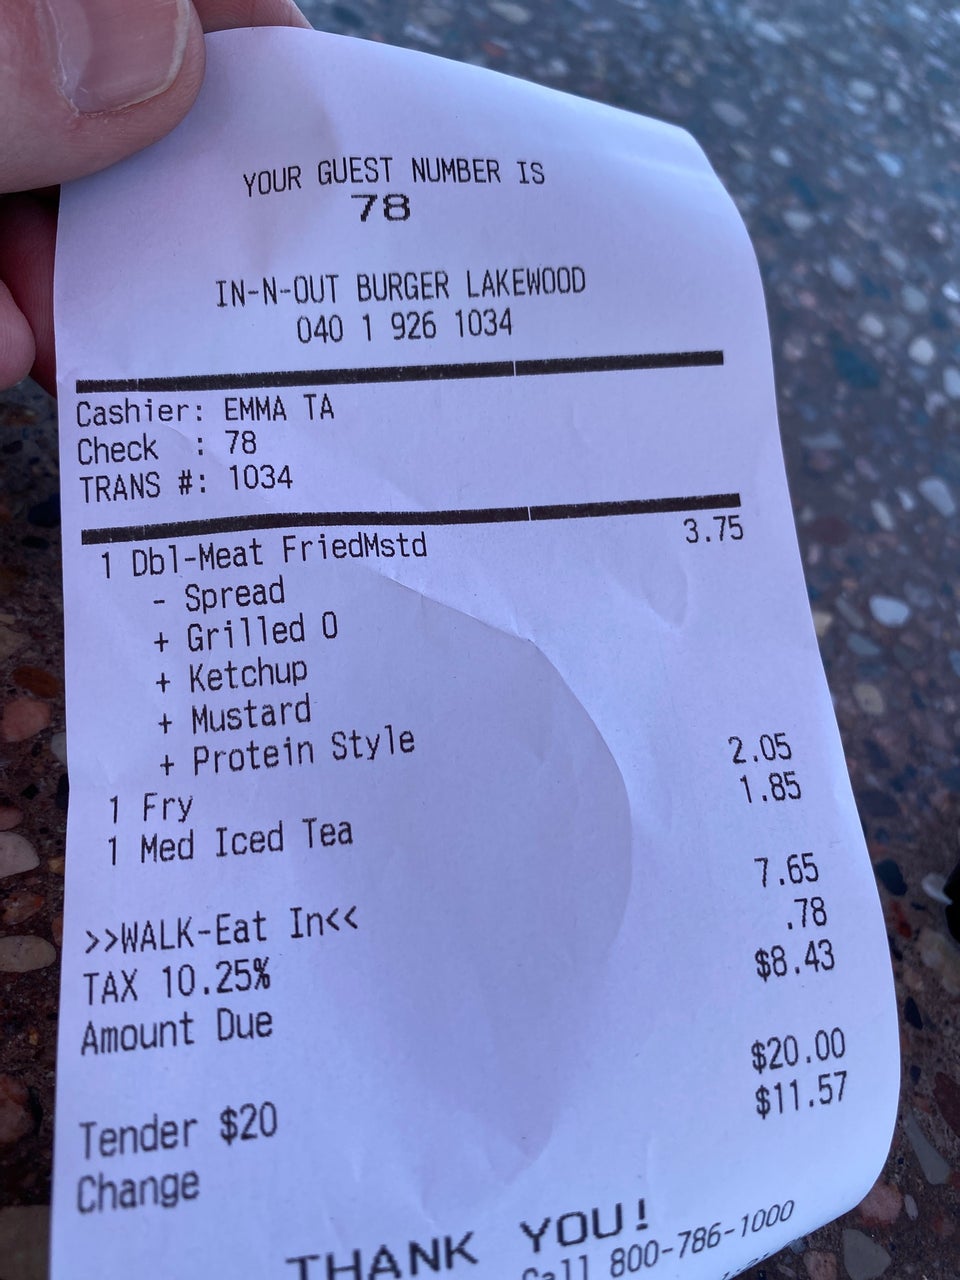 YOUR GUEST NUMBER IS
78
IN-N-OUT BURGER LAKEWOOD
040 1 926 1034
Cashier: EMMA TA
Check : 78
TRANS #: 1034
1 Dbl-Meat FriedMstd 3.75
- Spread
+ Grilled O
+ Ketchup
+ Mustard
+ Protein Style
1 Fry 2.05
1 Med Iced Tea 1.85
>>WALK-Eat In<< 7.65
TAX 10.25% .78
Amount Due $8.43
Tender $20 $20.00
Change $11.57
THANK YOU!
Call 800-786-1000